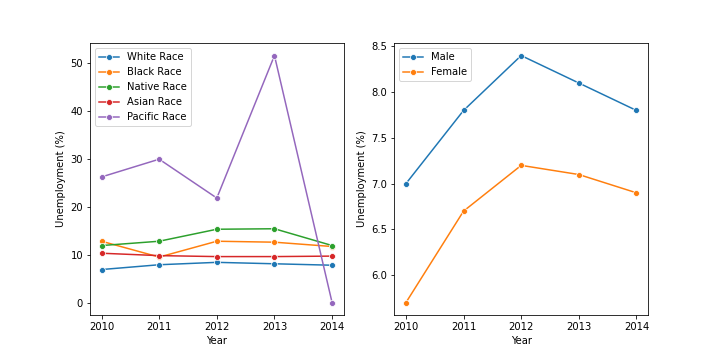 White Race
Black Race
Native Race
Asian Race
Pacific Race
Unemployment (%)
50
40
30
20
10
0
2010 2011 2012 2013 2014
Year
Male
Female
Unemployment (%)
8.5
8.0
7.5
7.0
6.5
6.0
2010 2011 2012 2013 2014
Year